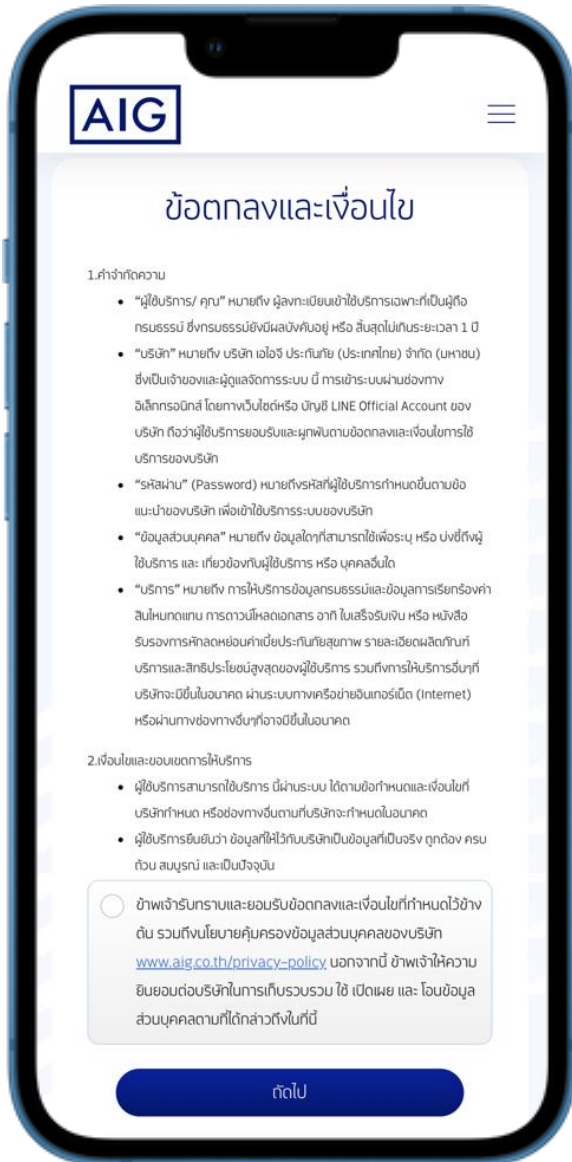 AIG
ข้อตกลงและเงื่อนไข
1.คำจำกัดความ
• “ผู้ใช้บริการ/ คุณ” หมายถึง ผู้ลงทะเบียนเข้าใช้บริการเฉพาะที่เป็นผู้ถือ
กรมธรรม์ ซึ่งกรมธรรม์ยังมีผลบังคับอยู่ หรือ สิ้นสุดไม่เกินระยะเวลา 1 ปี
• “บริษัท” หมายถึง บริษัท เอไอจี ประกันภัย (ประเทศไทย) จำกัด (มหาชน)
ซึ่งเป็นเจ้าของและผู้ดูแลจัดการระบบ นี้ การเข้าระบบผ่านช่องทาง
อิเล็กทรอนิกส์ โดยทางเว็บไซต์หรือ บัญชี LINE Official Account ของ
บริษัท ถือว่าผู้ใช้บริการยอมรับและผูกพันตามข้อตกลงและเงื่อนไขการใช้
บริการของบริษัท
• “รหัสผ่าน” (Password) หมายถึงรหัสที่ผู้ใช้บริการกำหนดขึ้นตามข้อ
แนะนำของบริษัท เพื่อเข้าใช้บริการระบบของบริษัท
• “ข้อมูลส่วนบุคคล” หมายถึง ข้อมูลใดๆที่สามารถใช้เพื่อระบุ หรือ บ่งชี้ถึงผู้
ใช้บริการ และ เกี่ยวข้องกับผู้ใช้บริการ หรือ บุคคลอื่นใด
• “บริการ” หมายถึง การให้บริการข้อมูลกรมธรรม์และข้อมูลการเรียกร้องค่า
สินไหมทดแทน การดาวน์โหลดเอกสาร อาทิ ใบเสร็จรับเงิน หรือ หนังสือ
รับรองการหักลดหย่อนค่าเบี้ยประกันภัยสุขภาพ รายละเอียดผลิตภัณฑ์
บริการและสิทธิประโยชน์สูงสุดของผู้ใช้บริการ รวมถึงการให้บริการอื่นๆที่
บริษัทจะมีขึ้นในอนาคต ผ่านระบบทางเครือข่ายอินเทอร์เน็ต (Internet)
หรือผ่านทางช่องทางอื่นๆที่อาจมีขึ้นในอนาคต
2.เงื่อนไขและขอบเขตการให้บริการ
• ผู้ใช้บริการสามารถใช้บริการ นี้ผ่านระบบ ได้ตามข้อกำหนดและเงื่อนไขที่
บริษัทกำหนด หรือช่องทางอื่นตามที่บริษัทจะกำหนดในอนาคต
• ผู้ใช้บริการยืนยันว่า ข้อมูลที่ให้ไว้กับบริษัทเป็นข้อมูลที่เป็นจริง ถูกต้อง ครบ
ถ้วน สมบูรณ์ และเป็นปัจจุบัน
ข้าพเจ้ารับทราบและยอมรับข้อตกลงและเงื่อนไขที่กำหนดไว้ข้าง
ต้น รวมถึงนโยบายคุ้มครองข้อมูลส่วนบุคคลของบริษัท
www.aig.co.th/privacy-policy นอกจากนี้ ข้าพเจ้าให้ความ
ยินยอมต่อบริษัทในการเก็บรวบรวม ใช้ เปิดเผย และ โอนข้อมูล
ส่วนบุคคลตามที่ได้กล่าวถึงในที่นี้
ถัดไป